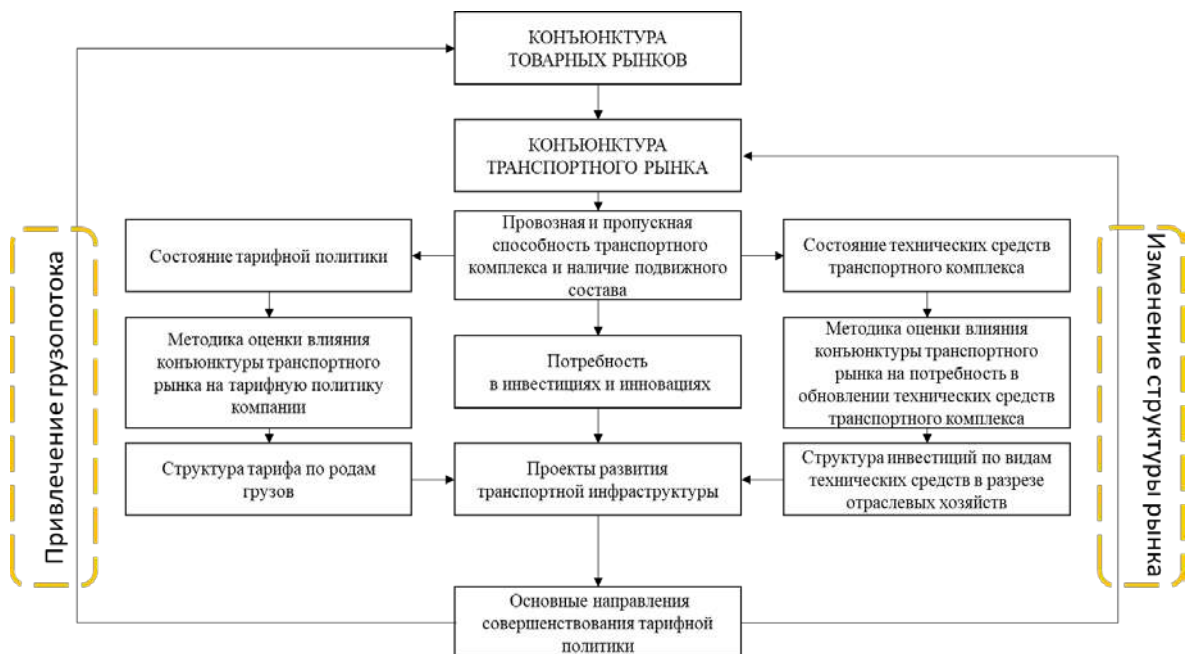 КОНЪЮНКТУРА
ТОВАРНЫХ РЫНКОВ
КОНЪЮНКТУРА
ТРАНСПОРТНОГО РЫНКА
Провозная и пропускная
способность транспортного
комплекса и наличие подвижного
состава
Состояние тарифной политики
Состояние технических средств
транспортного комплекса
Методика оценки влияния
конъюнктуры транспортного
рынка на тарифную политику
компании
Потребность
в инвестициях и инновациях
Методика оценки влияния
конъюнктуры транспортного
рынка на потребность в
обновлении технических средств
транспортного комплекса
Структура тарифа по родам
грузов
Проекты развития
транспортной инфраструктуры
Структура инвестиций по видам
технических средств в разрезе
отраслевых хозяйств
Основные направления
совершенствования тарифной
политики
Привлечение грузопотока
Изменение структуры рынка